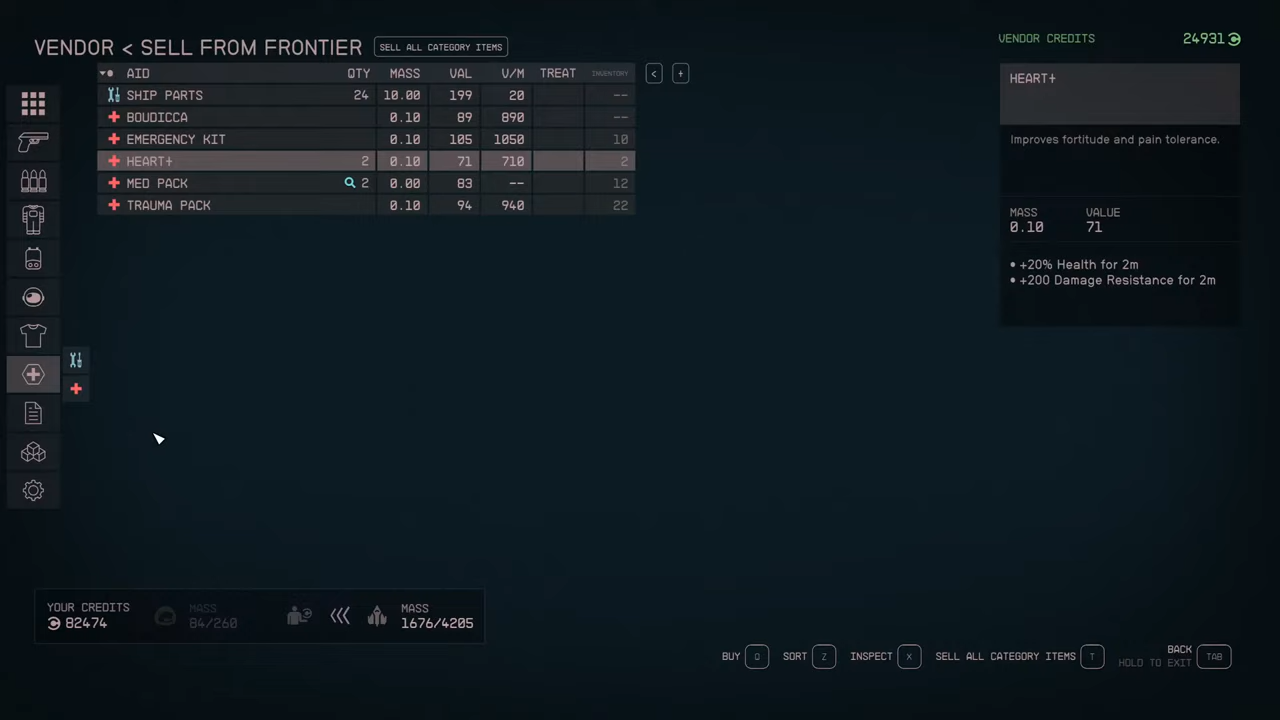 VENDOR < SELL FROM FRONTIER
SELL ALL CATEGORY ITEMS
VENDOR CREDITS 24931
AID QTY MASS VAL V/M TREAT INVENTORY < +
SHIP PARTS 24 10.00 199 20 --
BOUDICCA 0.10 89 890 --
EMERGENCY KIT 0.10 105 1050 10
HEART+ 2 0.10 71 710 2
MED PACK 2 0.00 83 -- 12
TRAUMA PACK 0.10 94 940 22
HEART+
Improves fortitude and pain tolerance.
MASS VALUE
0.10 71
• +20% Health for 2m
• +200 Damage Resistance for 2m
YOUR CREDITS MASS MASS
82474 84/260 1676/4205
BUY Q SORT Z INSPECT X SELL ALL CATEGORY ITEMS T BACK TAB
HOLD TO EXIT